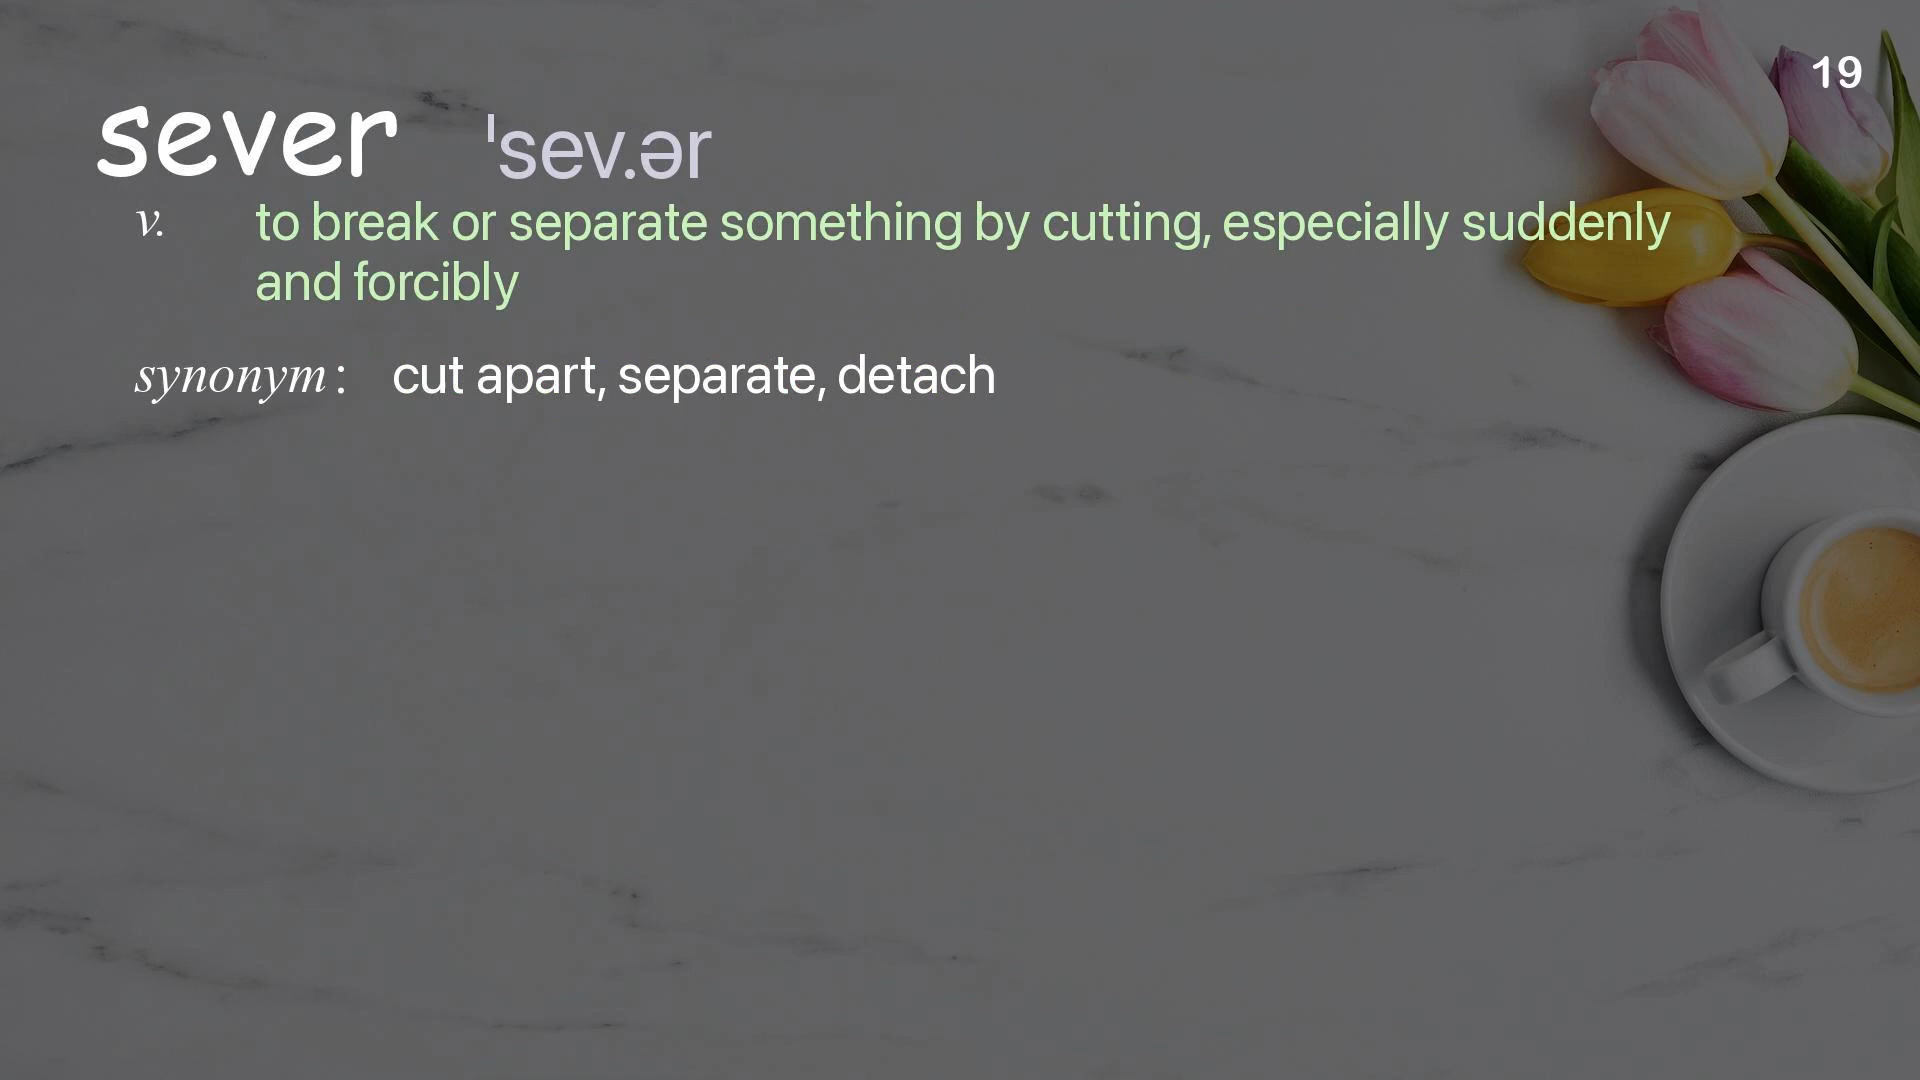 19
sever ˈsev.ər
v. to break or separate something by cutting, especially suddenly
and forcibly
synonym : cut apart, separate, detach